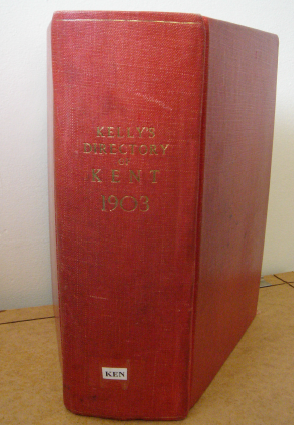 KELLY'S
DIRECTORY
OF
KENT
1903
KEN